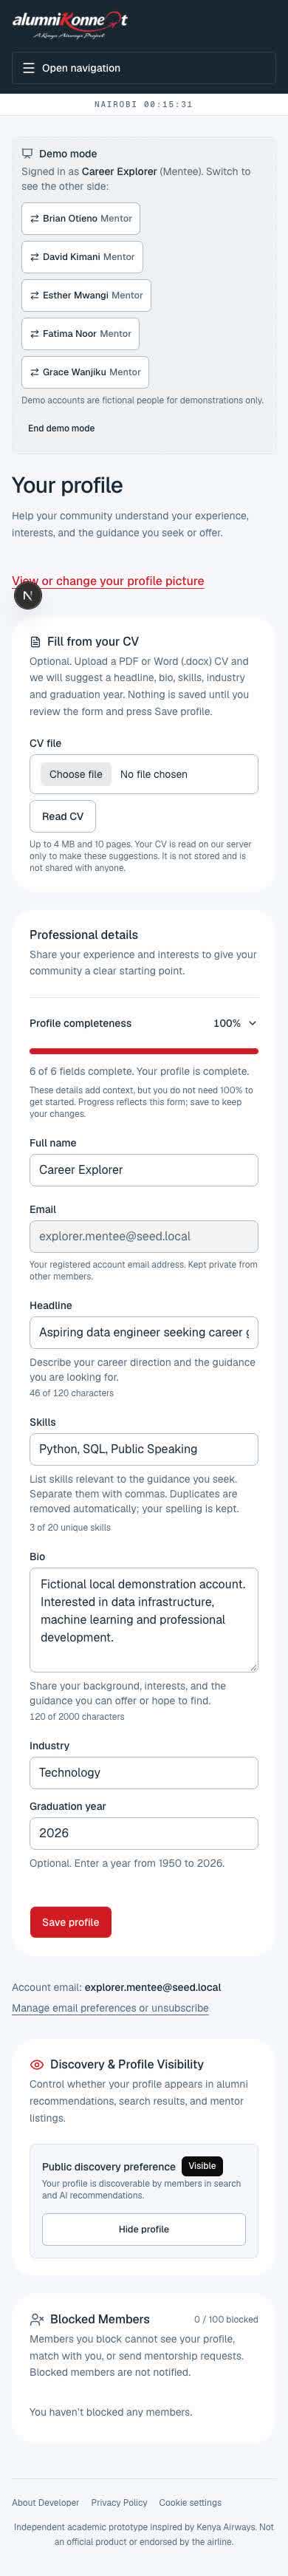 alumniKonnect
A Kenya Airways Project
Open navigation
NAIROBI 00:15:31
Demo mode
Signed in as Career Explorer (Mentee). Switch to
see the other side:
Brian Otieno Mentor
David Kimani Mentor
Esther Mwangi Mentor
Fatima Noor Mentor
Grace Wanjiku Mentor
Demo accounts are fictional people for demonstrations only.
End demo mode
Your profile
Help your community understand your experience,
interests, and the guidance you seek or offer.
View or change your profile picture
N
Fill from your CV
Optional. Upload a PDF or Word (.docx) CV and
we will suggest a headline, bio, skills, industry
and graduation year. Nothing is saved until you
review the form and press Save profile.
CV file
Choose file No file chosen
Read CV
Up to 4 MB and 10 pages. Your CV is read on our server
only to make these suggestions. It is not stored and is
not shared with anyone.
Professional details
Share your experience and interests to give your
community a clear starting point.
Profile completeness 100%
6 of 6 fields complete. Your profile is complete.
These details add context, but you do not need 100% to
get started. Progress reflects this form; save to keep
your changes.
Full name
Career Explorer
Email
explorer.mentee@seed.local
Your registered account email address. Kept private from
other members.
Headline
Aspiring data engineer seeking career g
Describe your career direction and the guidance
you are looking for.
46 of 120 characters
Skills
Python, SQL, Public Speaking
List skills relevant to the guidance you seek.
Separate them with commas. Duplicates are
removed automatically; your spelling is kept.
3 of 20 unique skills
Bio
Fictional local demonstration account.
Interested in data infrastructure,
machine learning and professional
development.
Share your background, interests, and the
guidance you can offer or hope to find.
120 of 2000 characters
Industry
Technology
Graduation year
2026
Optional. Enter a year from 1950 to 2026.
Save profile
Account email: explorer.mentee@seed.local
Manage email preferences or unsubscribe
Discovery & Profile Visibility
Control whether your profile appears in alumni
recommendations, search results, and mentor
listings.
Public discovery preference Visible
Your profile is discoverable by members in search
and AI recommendations.
Hide profile
Blocked Members 0 / 100 blocked
Members you block cannot see your profile,
match with you, or send mentorship requests.
Blocked members are not notified.
You haven't blocked any members.
About Developer Privacy Policy Cookie settings
Independent academic prototype inspired by Kenya Airways. Not
an official product or endorsed by the airline.